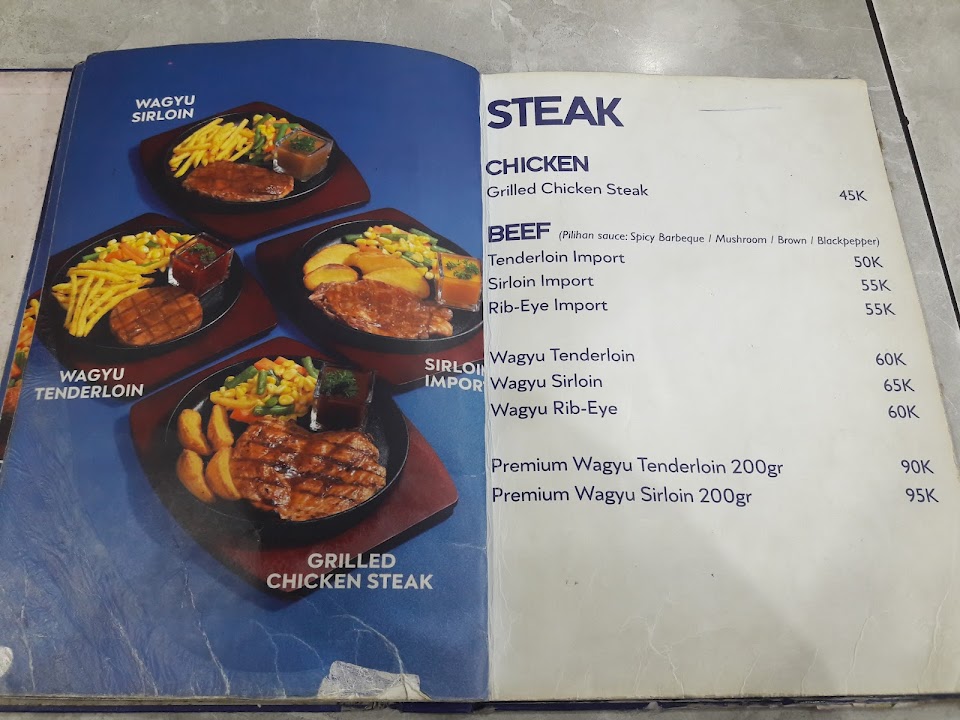 WAGYU
SIRLOIN
WAGYU
TENDERLOIN
SIRLOIN
IMPORT
GRILLED
CHICKEN STEAK
STEAK
CHICKEN
Grilled Chicken Steak 45K
BEEF (Pilihan sauce: Spicy Barbeque / Mushroom / Brown / Blackpepper)
Tenderloin Import 50K
Sirloin Import 55K
Rib-Eye Import 55K
Wagyu Tenderloin 60K
Wagyu Sirloin 65K
Wagyu Rib-Eye 60K
Premium Wagyu Tenderloin 200gr 90K
Premium Wagyu Sirloin 200gr 95K